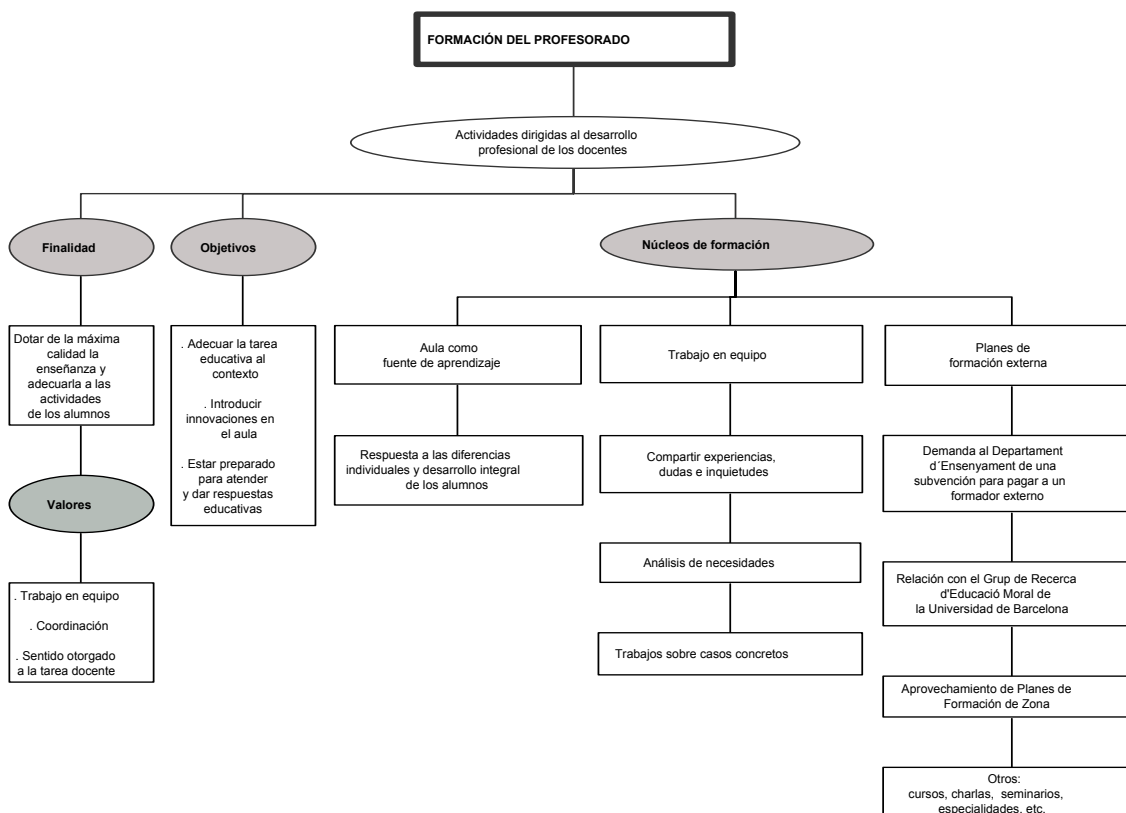 FORMACIÓN DEL PROFESORADO
Actividades dirigidas al desarrollo
profesional de los docentes
Finalidad
Objetivos
Núcleos de formación
Dotar de la máxima
calidad la
enseñanza y
adecuarla a las
actividades
de los alumnos
. Adecuar la tarea
educativa al
contexto
. Introducir
innovaciones en
el aula
. Estar preparado
para atender
y dar respuestas
educativas
Aula como
fuente de aprendizaje
Trabajo en equipo
Planes de
formación externa
Respuesta a las diferencias
individuales y desarrollo integral
de los alumnos
Compartir experiencias,
dudas e inquietudes
Demanda al Departament
d´Ensenyament de una
subvención para pagar a un
formador externo
Valores
Análisis de necesidades
Relación con el Grup de Recerca
d'Educació Moral de
la Universidad de Barcelona
. Trabajo en equipo
. Coordinación
. Sentido otorgado
a la tarea docente
Trabajos sobre casos concretos
Aprovechamiento de Planes de
Formación de Zona
Otros:
cursos, charlas, seminarios,
especialidades, etc.